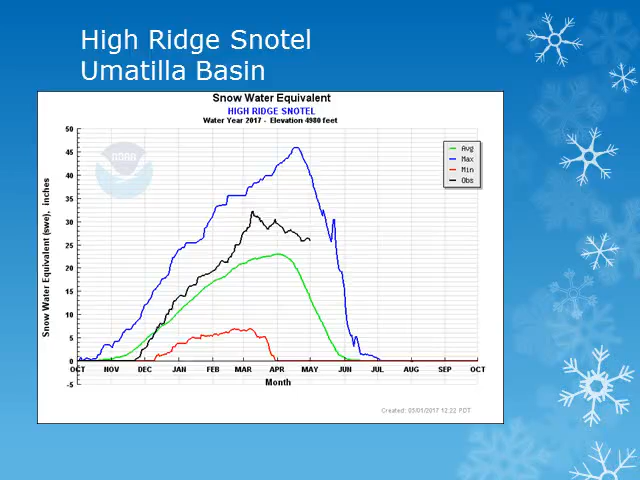 High Ridge Snotel
Umatilla Basin
Snow Water Equivalent
HIGH RIDGE SNOTEL
Water Year 2017 - Elevation 4980 feet
50
45
40
35
30
25
20
15
10
5
0
-5
Snow Water Equivalent (swe), inches
NOAA
Avg
Max
Min
Obs
OCT NOV DEC JAN FEB MAR APR MAY JUN JUL AUG SEP OCT
Month
Created: 05/01/2017 12:22 PDT